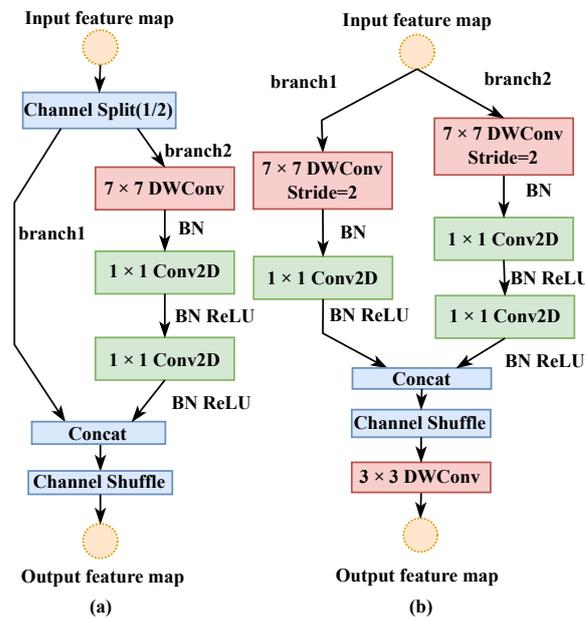 Input feature map
Channel Split(1/2)
branch2
7 × 7 DWConv
branch1
BN
1 × 1 Conv2D
BN ReLU
1 × 1 Conv2D
BN ReLU
Concat
Channel Shuffle
Output feature map
(a)
Input feature map
branch1
branch2
7 × 7 DWConv
Stride=2
BN
1 × 1 Conv2D
BN ReLU
7 × 7 DWConv
Stride=2
BN
1 × 1 Conv2D
BN ReLU
1 × 1 Conv2D
BN ReLU
Concat
Channel Shuffle
3 × 3 DWConv
Output feature map
(b)